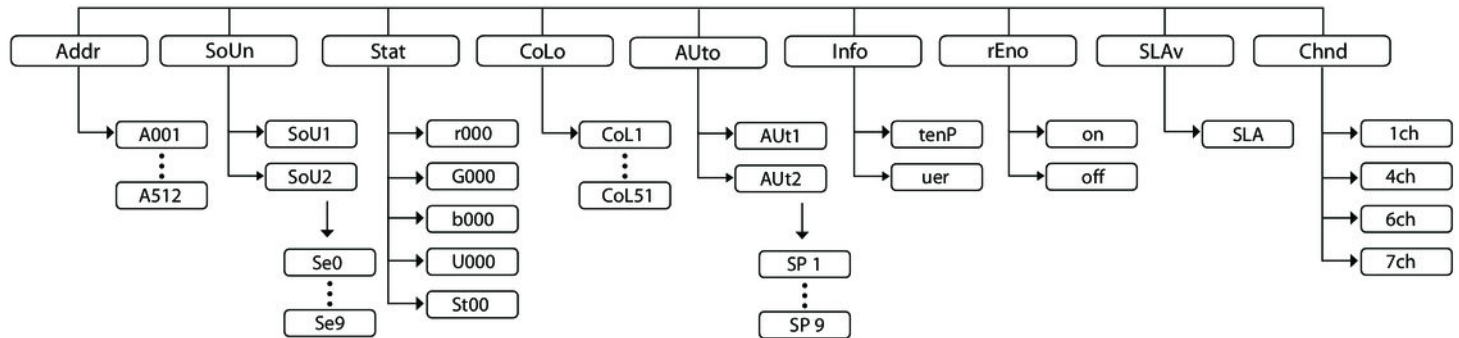 Addr
SoUn
Stat
CoLo
AUto
Info
rEno
SLAv
Chnd
A001
A512
SoU1
SoU2
Se0
Se9
r000
G000
b000
U000
St00
CoL1
CoL51
AUt1
AUt2
SP 1
SP 9
tenP
uer
on
off
SLA
1ch
4ch
6ch
7ch